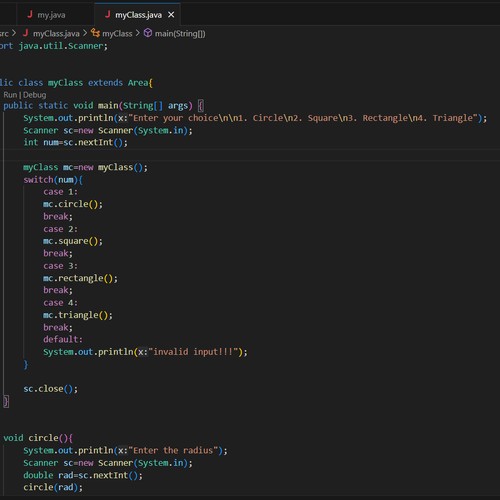 my.java
myClass.java
src > myClass.java > myClass > main(String[])
ort java.util.Scanner;
lic class myClass extends Area{
Run | Debug
public static void main(String[] args) {
System.out.println(x:"Enter your choice\n\n1. Circle\n2. Square\n3. Rectangle\n4. Triangle");
Scanner sc=new Scanner(System.in);
int num=sc.nextInt();
myClass mc=new myClass();
switch(num){
case 1:
mc.circle();
break;
case 2:
mc.square();
break;
case 3:
mc.rectangle();
break;
case 4:
mc.triangle();
break;
default:
System.out.println(x:"invalid input!!!");
}
sc.close();
}
void circle(){
System.out.println(x:"Enter the radius");
Scanner sc=new Scanner(System.in);
double rad=sc.nextInt();
circle(rad);